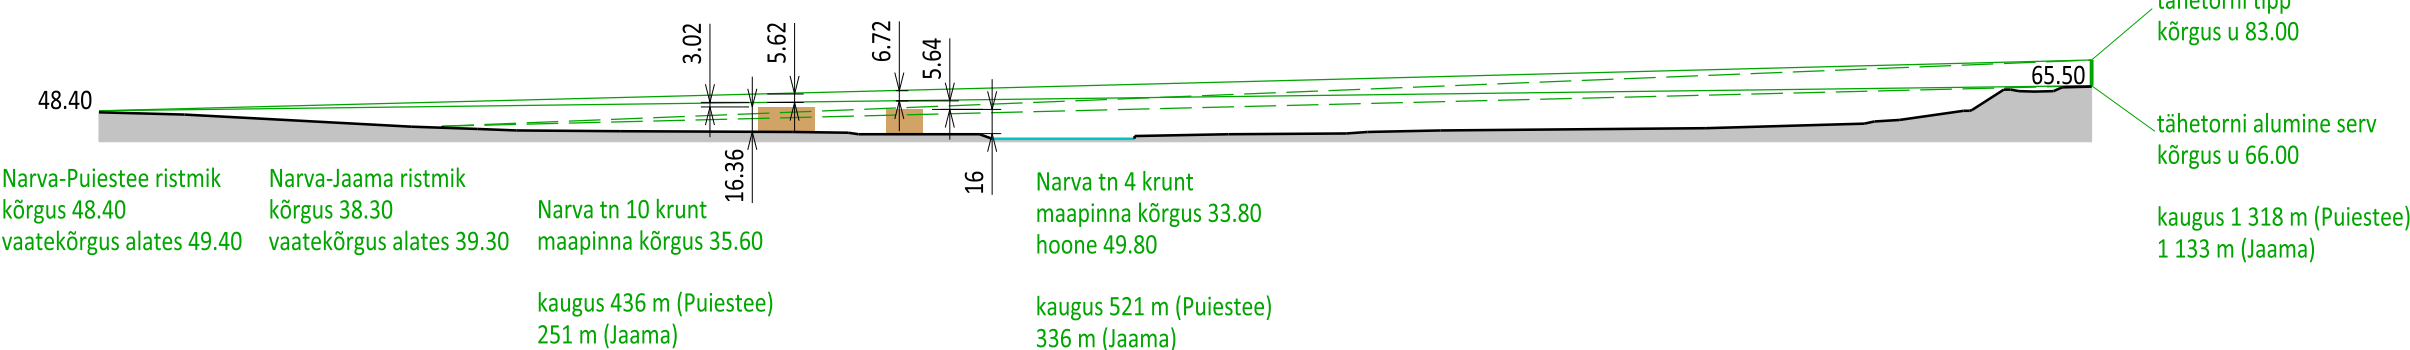 tähetorni tipp
kõrgus u 83.00
3.02
5.62
6.72
5.64
65.50
48.40
16.36
16
tähetorni alumine serv
kõrgus u 66.00
Narva-Puiestee ristmik
kõrgus 48.40
vaatekõrgus alates 49.40
Narva-Jaama ristmik
kõrgus 38.30
vaatekõrgus alates 39.30
Narva tn 10 krunt
maapinna kõrgus 35.60
kaugus 436 m (Puiestee)
251 m (Jaama)
Narva tn 4 krunt
maapinna kõrgus 33.80
hoone 49.80
kaugus 521 m (Puiestee)
336 m (Jaama)
kaugus 1 318 m (Puiestee)
1 133 m (Jaama)